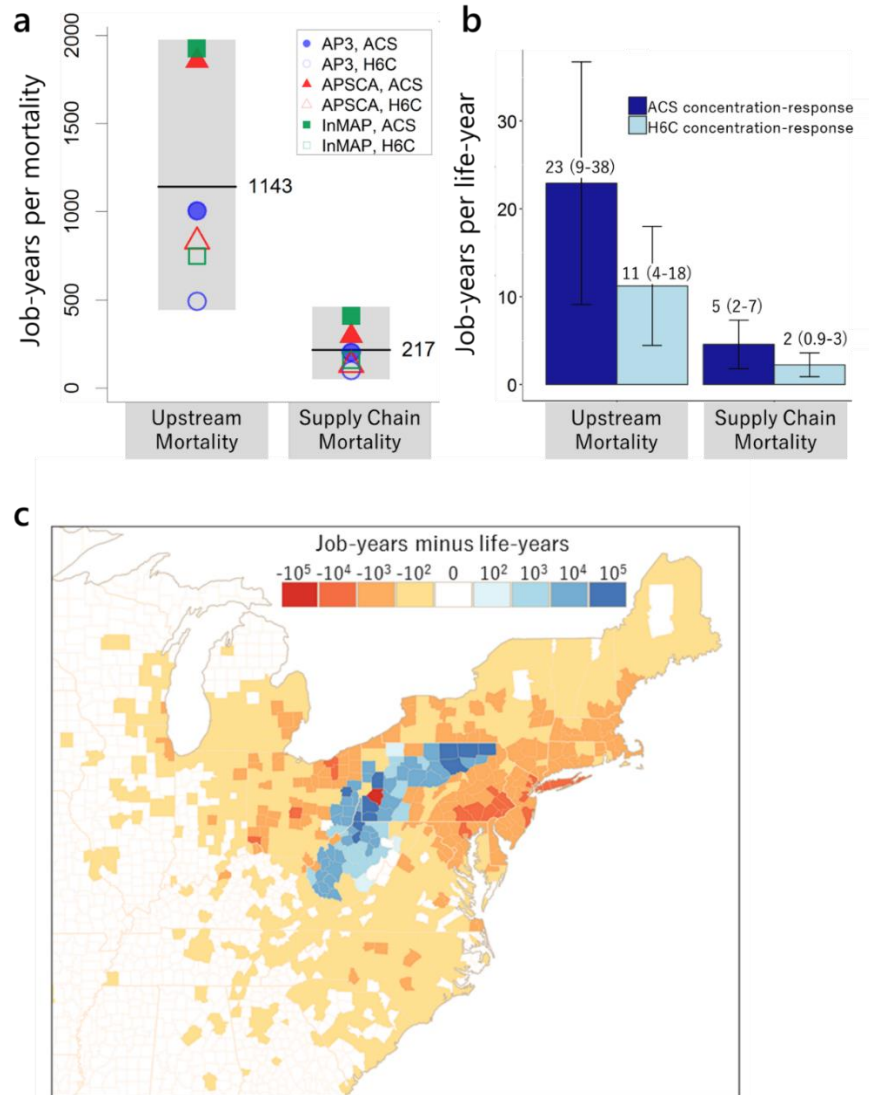 a
Job-years per mortality
2000
1500
1000
500
0
AP3, ACS
AP3, H6C
APSCA, ACS
APSCA, H6C
InMAP, ACS
InMAP, H6C
1143
217
Upstream
Mortality
Supply Chain
Mortality
b
Job-years per life-year
30
20
10
0
ACS concentration-response
H6C concentration-response
23 (9-38)
11 (4-18)
5 (2-7)
2 (0.9-3)
Upstream
Mortality
Supply Chain
Mortality
c
Job-years minus life-years
-10⁵ -10⁴ -10³ -10² 0 10² 10³ 10⁴ 10⁵